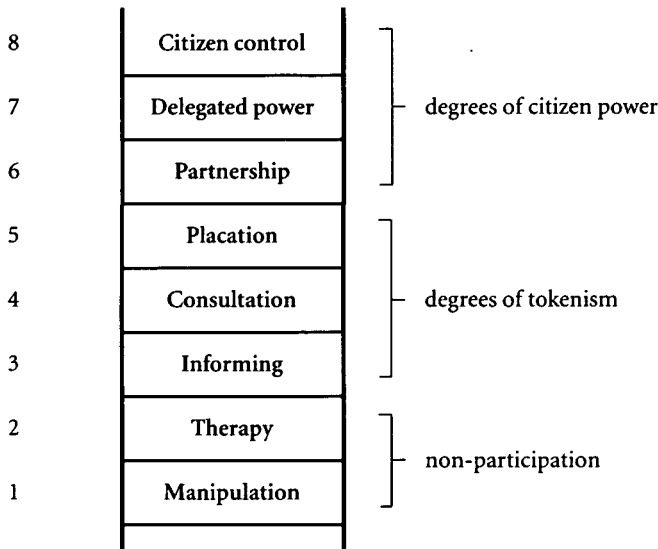 8 Citizen control
7 Delegated power degrees of citizen power
6 Partnership
5 Placation
4 Consultation degrees of tokenism
3 Informing
2 Therapy
non-participation
1 Manipulation